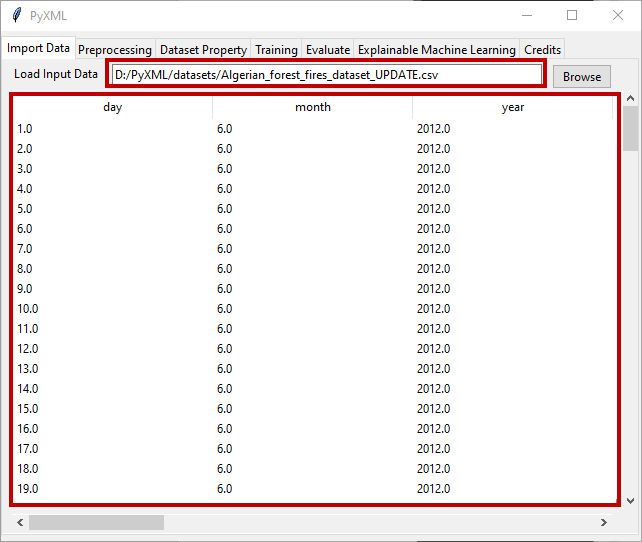 PyXML
Import Data Preprocessing Dataset Property Training Evaluate Explainable Machine Learning Credits
Load Input Data D:/PyXML/datasets/Algerian_forest_fires_dataset_UPDATE.csv Browse
day month year
1.0 6.0 2012.0
2.0 6.0 2012.0
3.0 6.0 2012.0
4.0 6.0 2012.0
5.0 6.0 2012.0
6.0 6.0 2012.0
7.0 6.0 2012.0
8.0 6.0 2012.0
9.0 6.0 2012.0
10.0 6.0 2012.0
11.0 6.0 2012.0
12.0 6.0 2012.0
13.0 6.0 2012.0
14.0 6.0 2012.0
15.0 6.0 2012.0
16.0 6.0 2012.0
17.0 6.0 2012.0
18.0 6.0 2012.0
19.0 6.0 2012.0